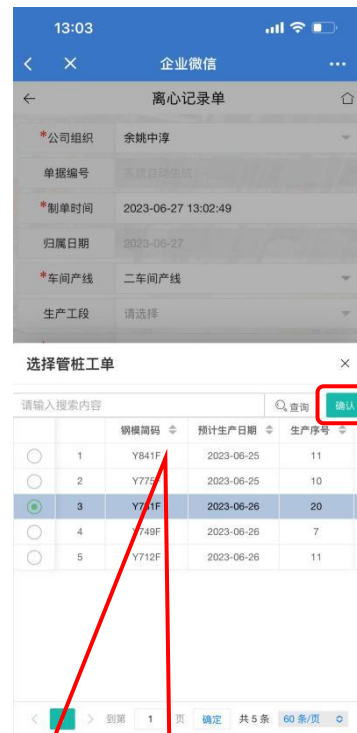 13:03
企业微信
离心记录单
*公司组织 余姚中淳
单据编号 系统自动生成
*制单时间 2023-06-27 13:02:49
归属日期 2023-06-27
*车间产线 二车间产线
生产工段 请选择
选择管桩工单
请输入搜索内容 查询 确认
钢模简码 预计生产日期 生产序号
1 Y841F 2023-06-25 11
2 2023-06-25 10
3 2023-06-26 20
4 Y749F 2023-06-26 7
5 Y712F 2023-06-26 11
到第 1 页 确定 共 5 条 60 条/页